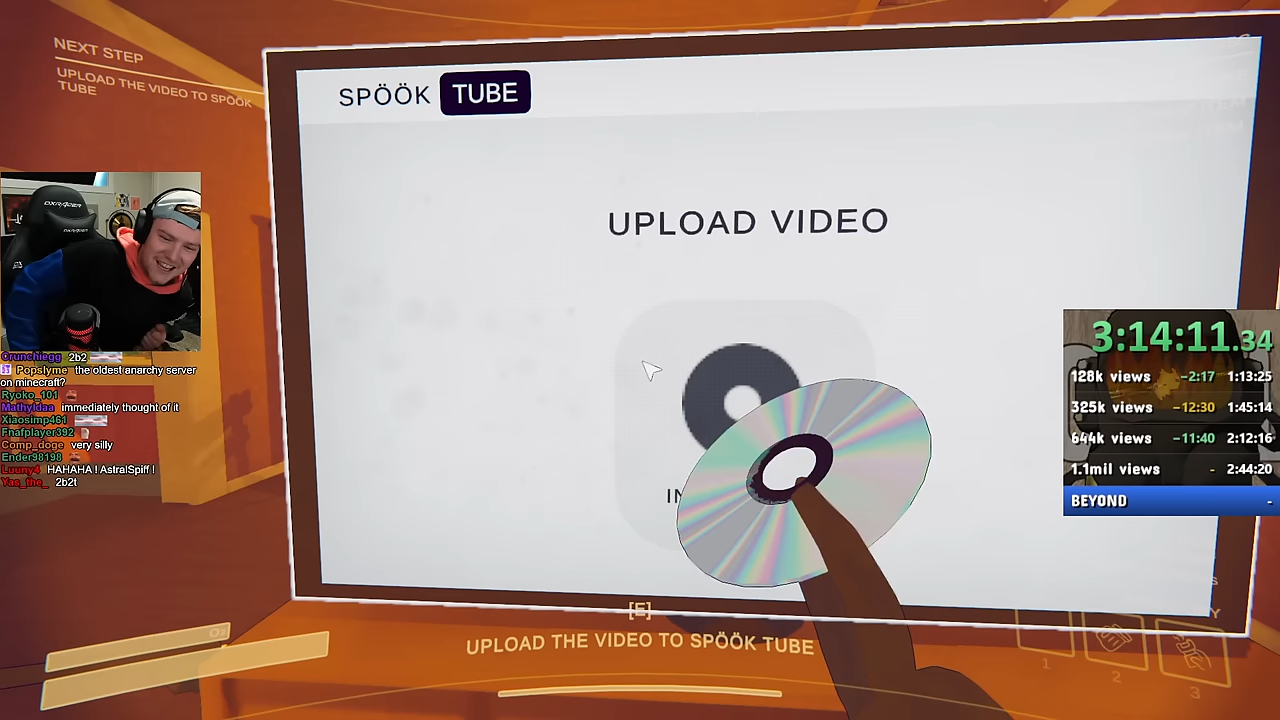 NEXT STEP
UPLOAD THE VIDEO TO SPÖÖK
TUBE
SPÖÖK TUBE
UPLOAD VIDEO
DXRACER
Crunchiegg 2b2
Popslyme the oldest anarchy server
on minecraft?
Ryoko_101
Mathyldaa immediately thought of it
Xiaosimp461
Fnafplayer392
Comp_doge very silly
Ender98198
Luuny4 HAHAHA ! AstralSpiff !
Yas_the_ 2b2t
3:14:11.34
128k views -2:17 1:13:25
325k views -12:30 1:45:14
644k views -11:40 2:12:16
1.1mil views - 2:44:20
BEYOND -
[E]
UPLOAD THE VIDEO TO SPÖÖK TUBE
1
2
3